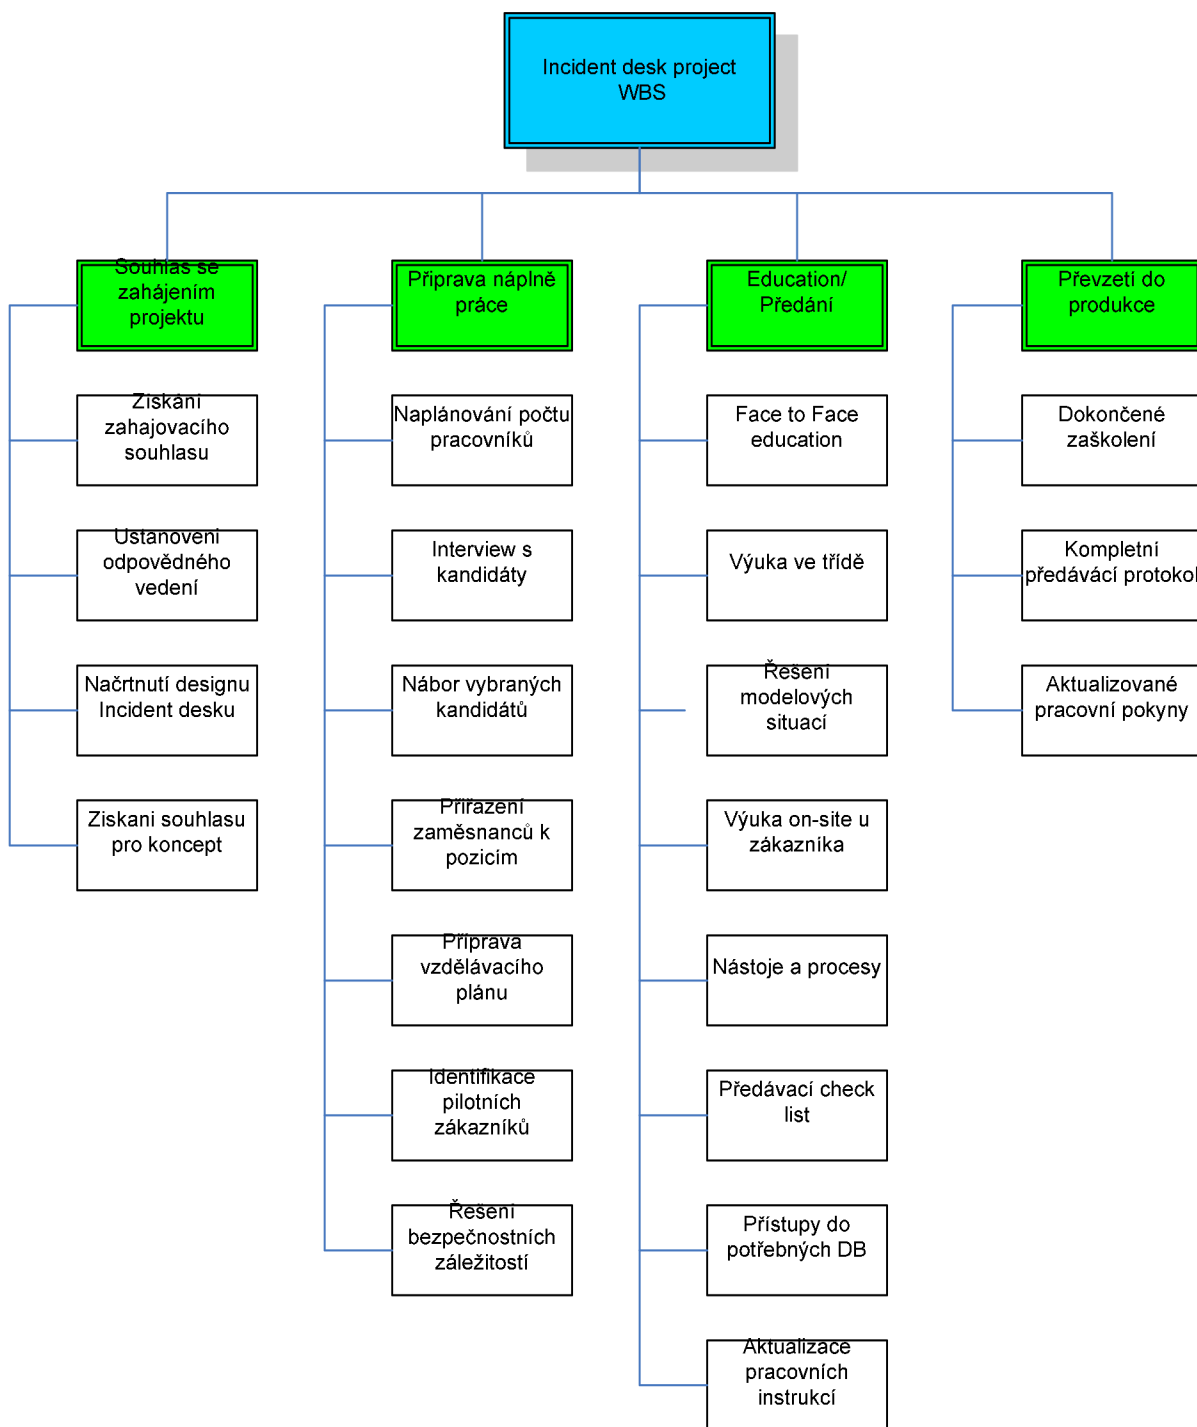 Incident desk project
WBS
Souhlas se
zahájením
projektu
Získání
zahajovacího
souhlasu
Ustanovení
odpovědného
vedení
Načrtnutí designu
Incident desku
Ziskani souhlasu
pro koncept
Připrava náplně
práce
Naplánování počtu
pracovníků
Interview s
kandidáty
Nábor vybraných
kandidátů
Přiřazení
zaměsnanců k
pozicím
Příprava
vzdělávacího
plánu
Identifikace
pilotních
zákazníků
Řešení
bezpečnostních
záležitostí
Education/
Předání
Face to Face
education
Výuka ve třídě
Řešení
modelových
situací
Výuka on-site u
zákazníka
Nástoje a procesy
Předávací check
list
Přístupy do
potřebných DB
Aktualizace
pracovních
instrukcí
Převzetí do
produkce
Dokončené
zaškolení
Kompletní
předávácí protokol
Aktualizované
pracovní pokyny